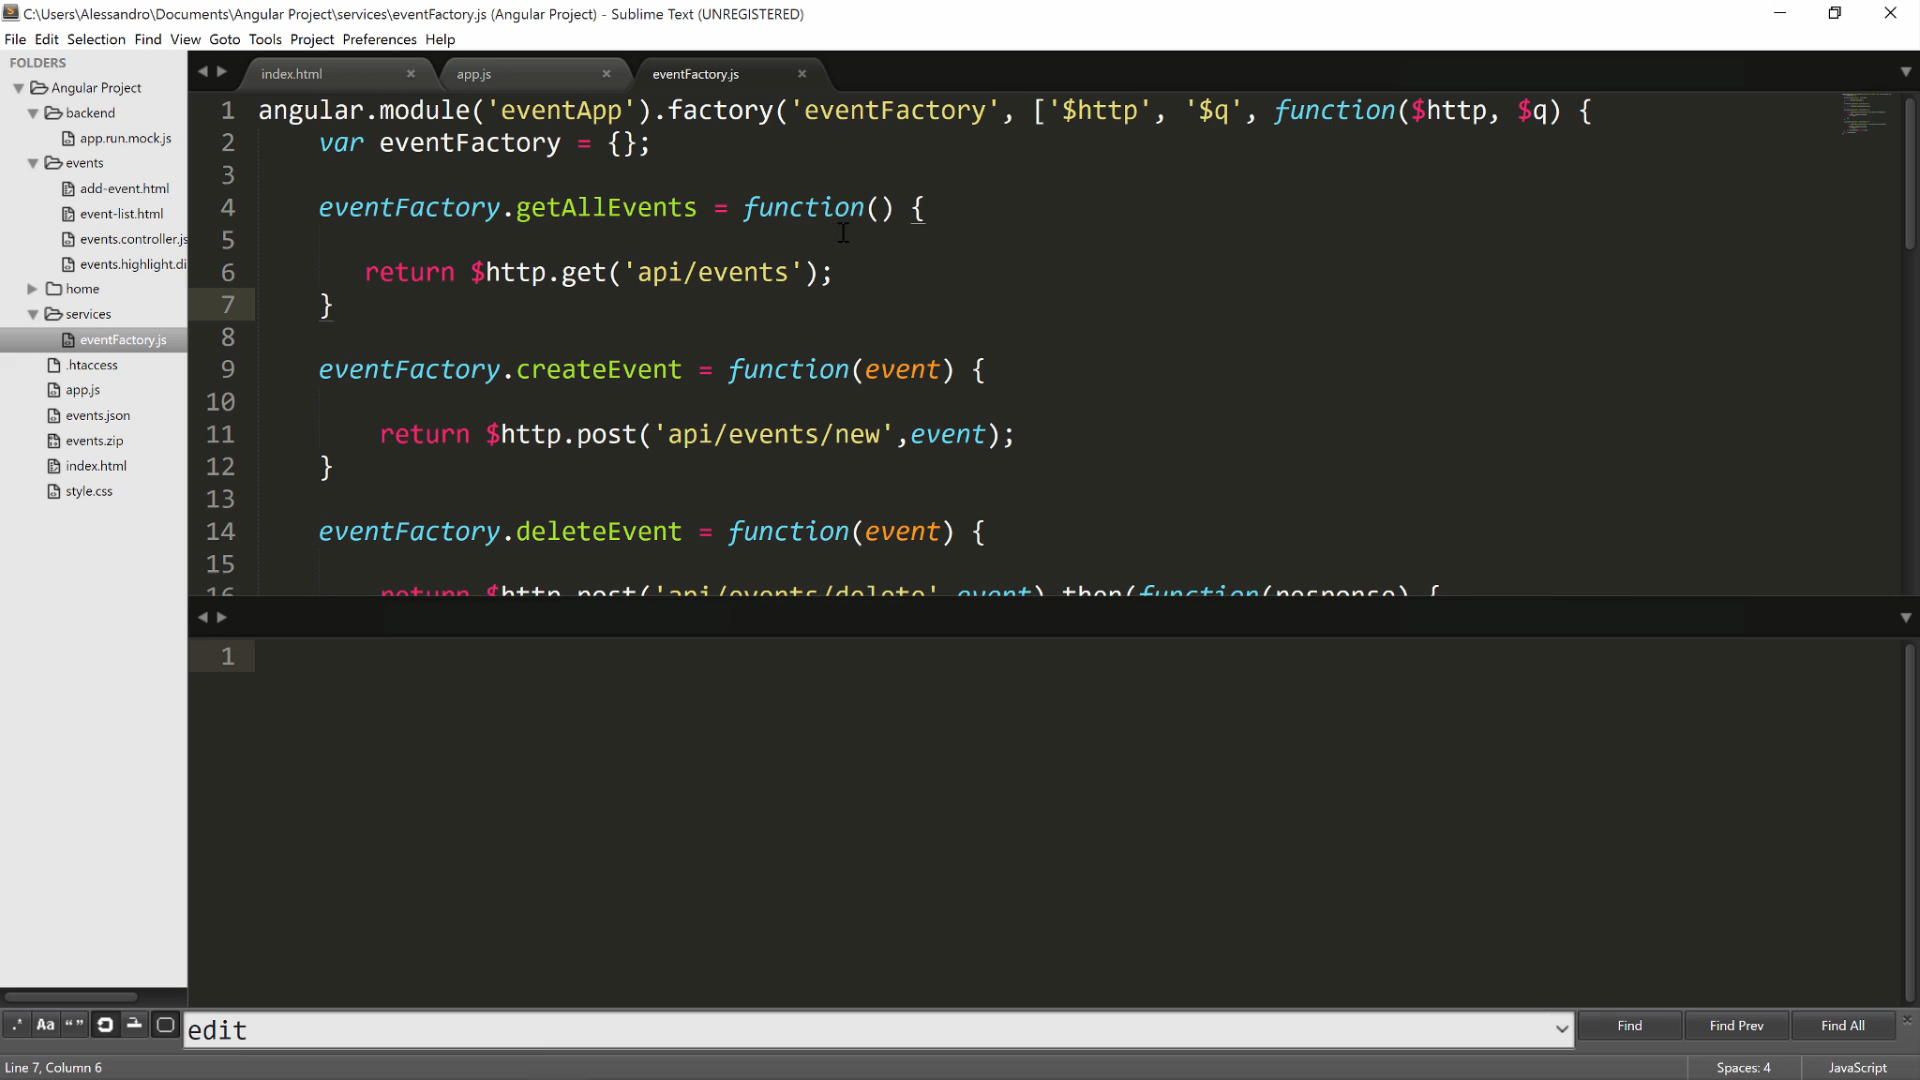 C:\Users\Alessandro\Documents\Angular Project\services\eventFactory.js (Angular Project) - Sublime Text (UNREGISTERED)
File Edit Selection Find View Goto Tools Project Preferences Help
FOLDERS
Angular Project
backend
app.run.mock.js
events
add-event.html
event-list.html
events.controller.js
events.highlight.di
home
services
eventFactory.js
.htaccess
app.js
events.json
events.zip
index.html
style.css
index.html app.js eventFactory.js
1 angular.module('eventApp').factory('eventFactory', ['$http', '$q', function($http, $q) {
2 var eventFactory = {};
3
4 eventFactory.getAllEvents = function() {
5
6 return $http.get('api/events');
7 }
8
9 eventFactory.createEvent = function(event) {
10
11 return $http.post('api/events/new',event);
12 }
13
14 eventFactory.deleteEvent = function(event) {
15
16 return $http.post('api/events/delete',event).then(function(response) {
1
.* Aa “ ” edit Find Find Prev Find All
Line 7, Column 6 Spaces: 4 JavaScript